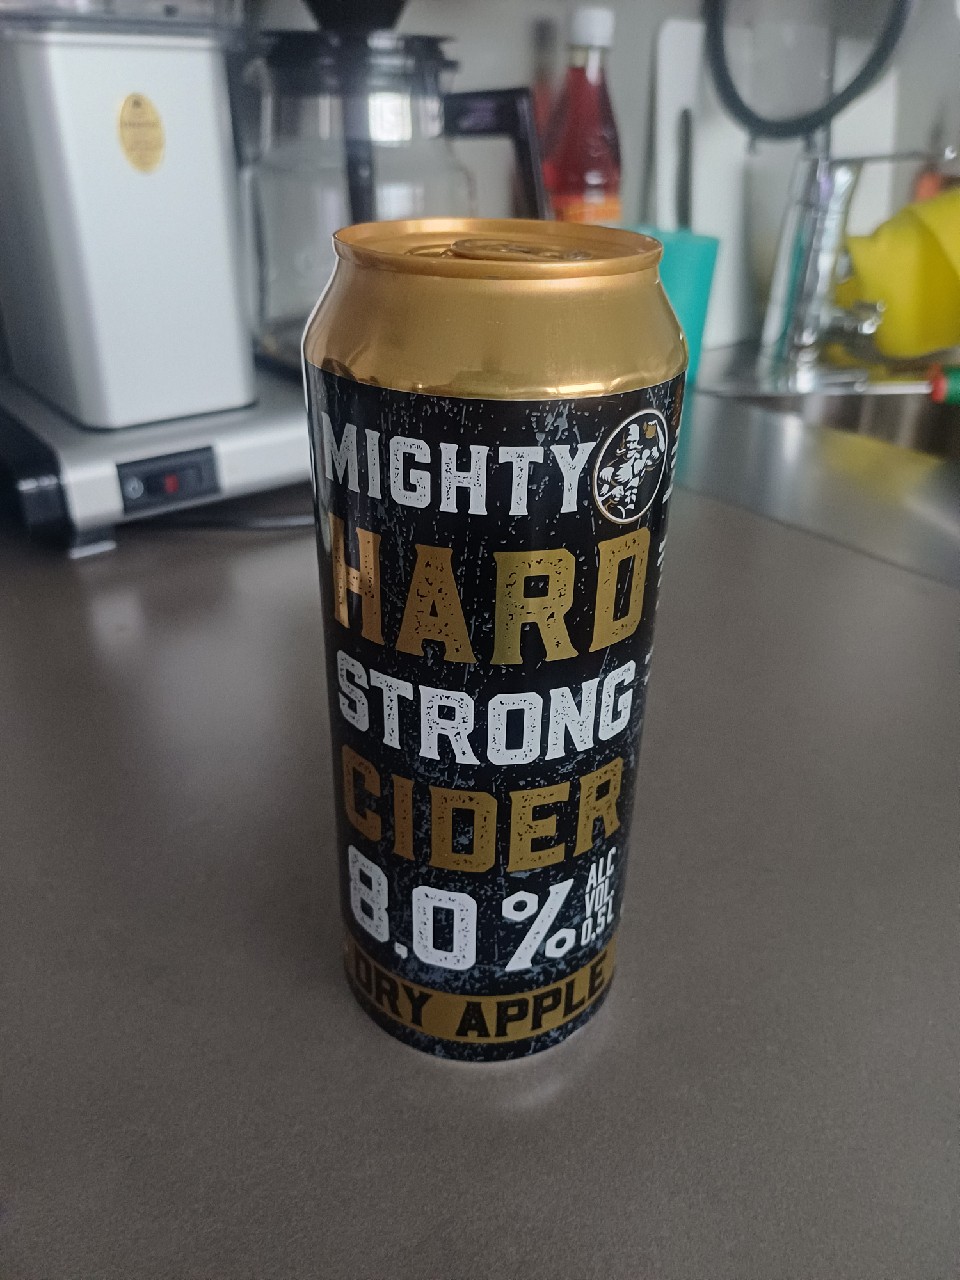 MIGHTY
HARD
STRONG
CIDER
8.0% ALC
VOL
0,5L
DRY APPLE